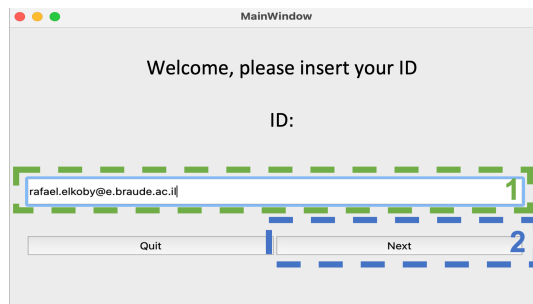 MainWindow
Welcome, please insert your ID
ID:
rafael.elkoby@e.braude.ac.il 1
Quit Next 2